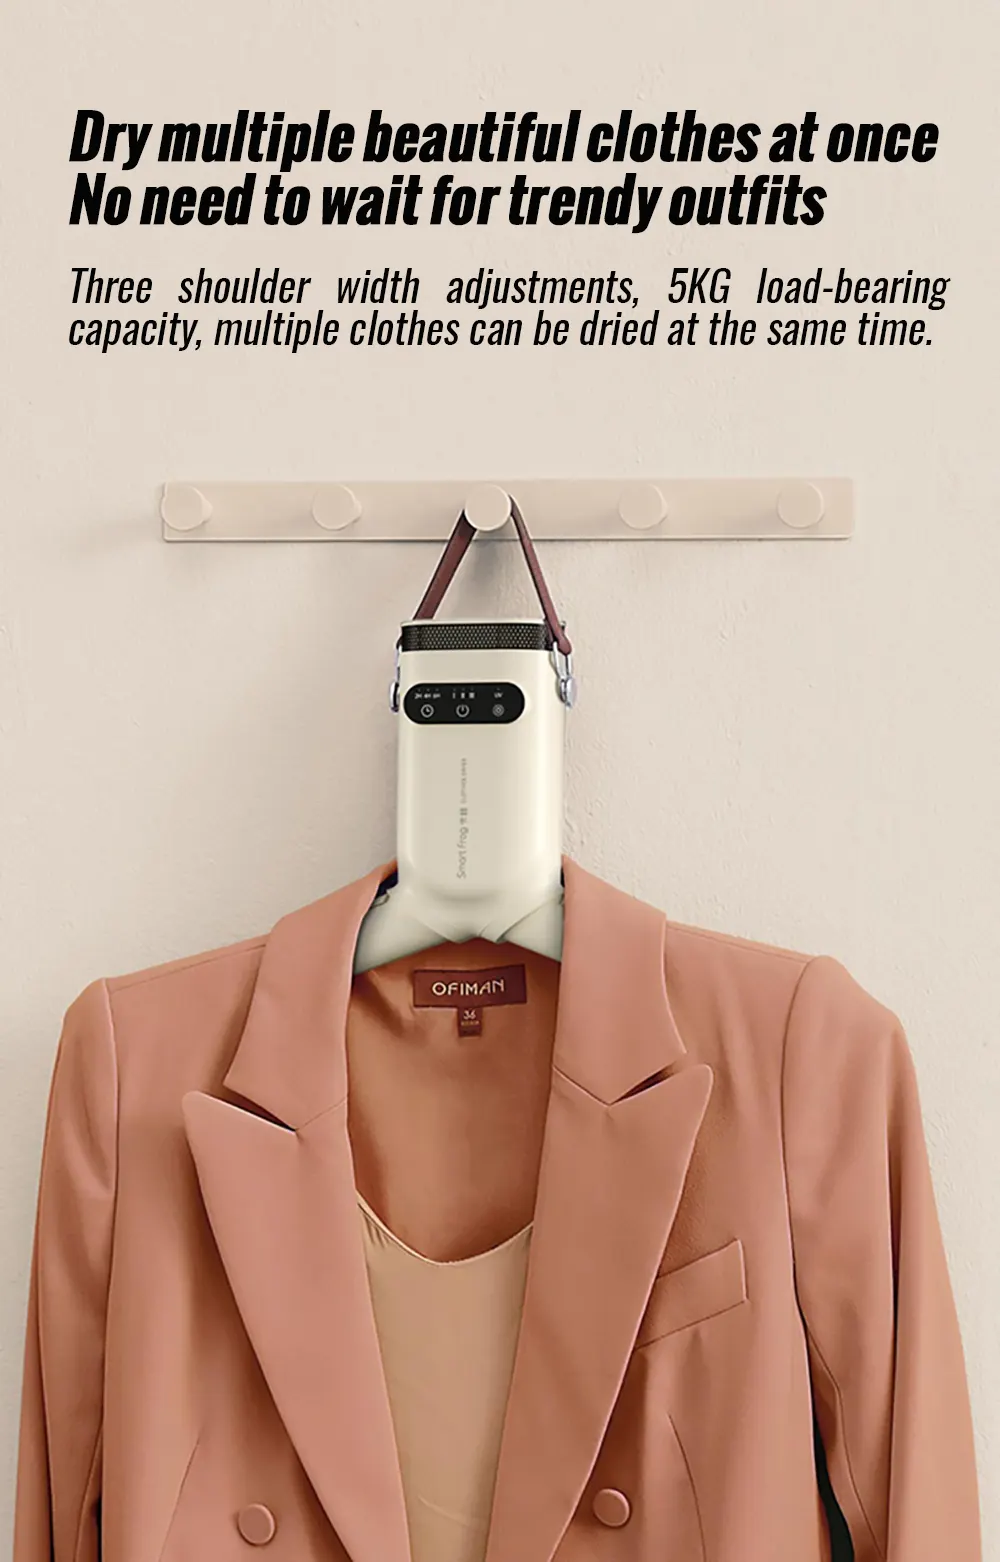 Dry multiple beautiful clothes at once
No need to wait for trendy outfits
Three shoulder width adjustments, 5KG load-bearing
capacity, multiple clothes can be dried at the same time.
UV
Smart Frog
OFIMAN
36